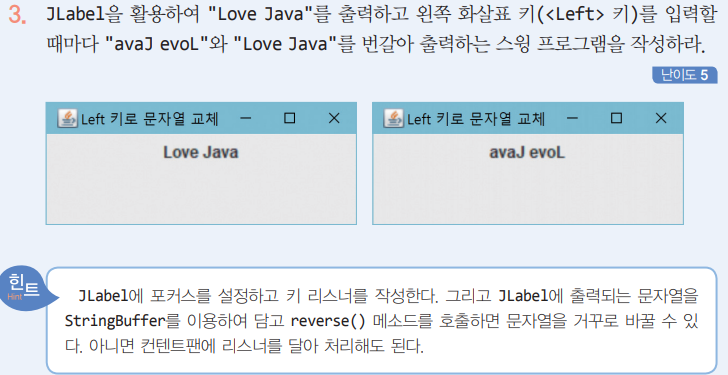 3. JLabel을 활용하여 "Love Java"를 출력하고 왼쪽 화살표 키(<Left> 키)를 입력할
때마다 "avaJ evoL"와 "Love Java"를 번갈아 출력하는 스윙 프로그램을 작성하라.
난이도 5
Left 키로 문자열 교체
Love Java
Left 키로 문자열 교체
avaJ evoL
힌트
Hint
JLabel에 포커스를 설정하고 키 리스너를 작성한다. 그리고 JLabel에 출력되는 문자열을
StringBuffer를 이용하여 담고 reverse() 메소드를 호출하면 문자열을 거꾸로 바꿀 수 있
다. 아니면 컨텐트팬에 리스너를 달아 처리해도 된다.